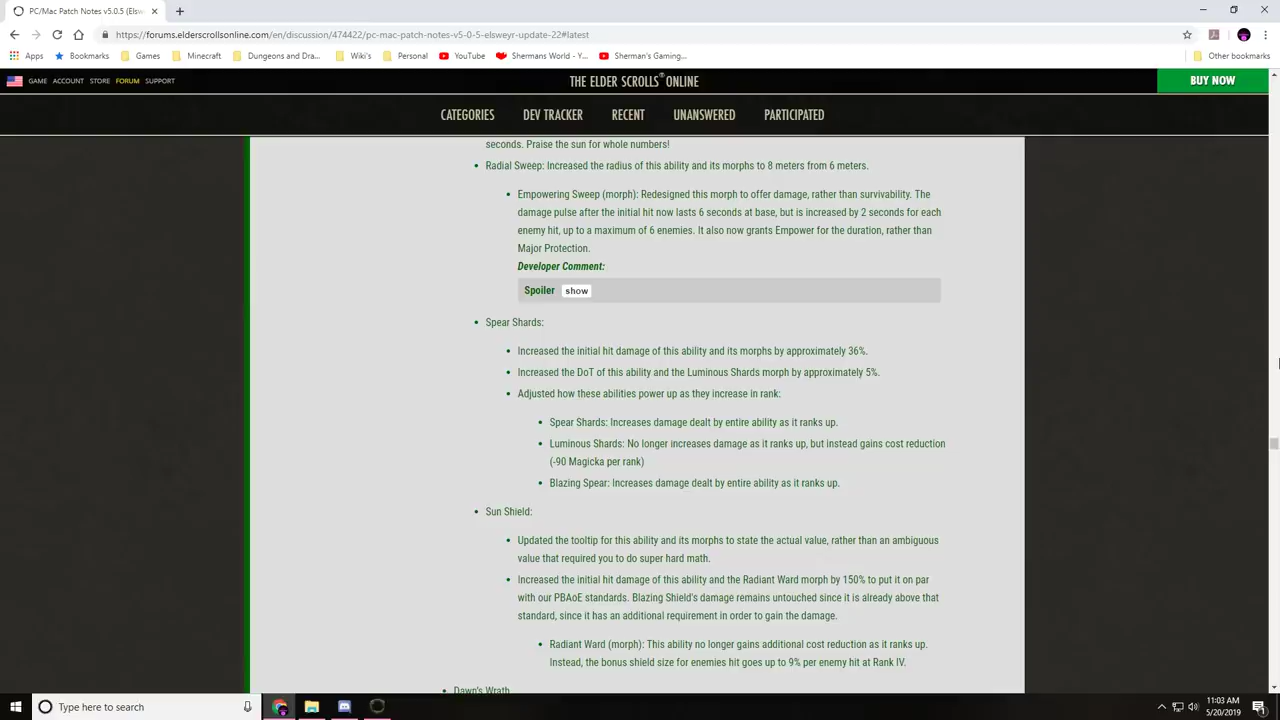 PC/Mac Patch Notes v5.0.5 (Elsw
https://forums.elderscrollsonline.com/en/discussion/474422/pc-mac-patch-notes-v5-0-5-elsweyr-update-22#latest
Apps Bookmarks Games Minecraft Dungeons and Dra... Wiki's Personal YouTube Shermans World - Y... Sherman's Gaming... Other bookmarks
GAME ACCOUNT STORE FORUM SUPPORT THE ELDER SCROLLS® ONLINE BUY NOW
CATEGORIES DEV TRACKER RECENT UNANSWERED PARTICIPATED
seconds. Praise the sun for whole numbers!
• Radial Sweep: Increased the radius of this ability and its morphs to 8 meters from 6 meters.
• Empowering Sweep (morph): Redesigned this morph to offer damage, rather than survivability. The
damage pulse after the initial hit now lasts 6 seconds at base, but is increased by 2 seconds for each
enemy hit, up to a maximum of 6 enemies. It also now grants Empower for the duration, rather than
Major Protection.
Developer Comment:
Spoiler show
• Spear Shards:
• Increased the initial hit damage of this ability and its morphs by approximately 36%.
• Increased the DoT of this ability and the Luminous Shards morph by approximately 5%.
• Adjusted how these abilities power up as they increase in rank:
• Spear Shards: Increases damage dealt by entire ability as it ranks up.
• Luminous Shards: No longer increases damage as it ranks up, but instead gains cost reduction
(-90 Magicka per rank)
• Blazing Spear: Increases damage dealt by entire ability as it ranks up.
• Sun Shield:
• Updated the tooltip for this ability and its morphs to state the actual value, rather than an ambiguous
value that required you to do super hard math.
• Increased the initial hit damage of this ability and the Radiant Ward morph by 150% to put it on par
with our PBAoE standards. Blazing Shield's damage remains untouched since it is already above that
standard, since it has an additional requirement in order to gain the damage.
• Radiant Ward (morph): This ability no longer gains additional cost reduction as it ranks up.
Instead, the bonus shield size for enemies hit goes up to 9% per enemy hit at Rank IV.
• Dawn's Wrath
Type here to search
11:03 AM
5/20/2019